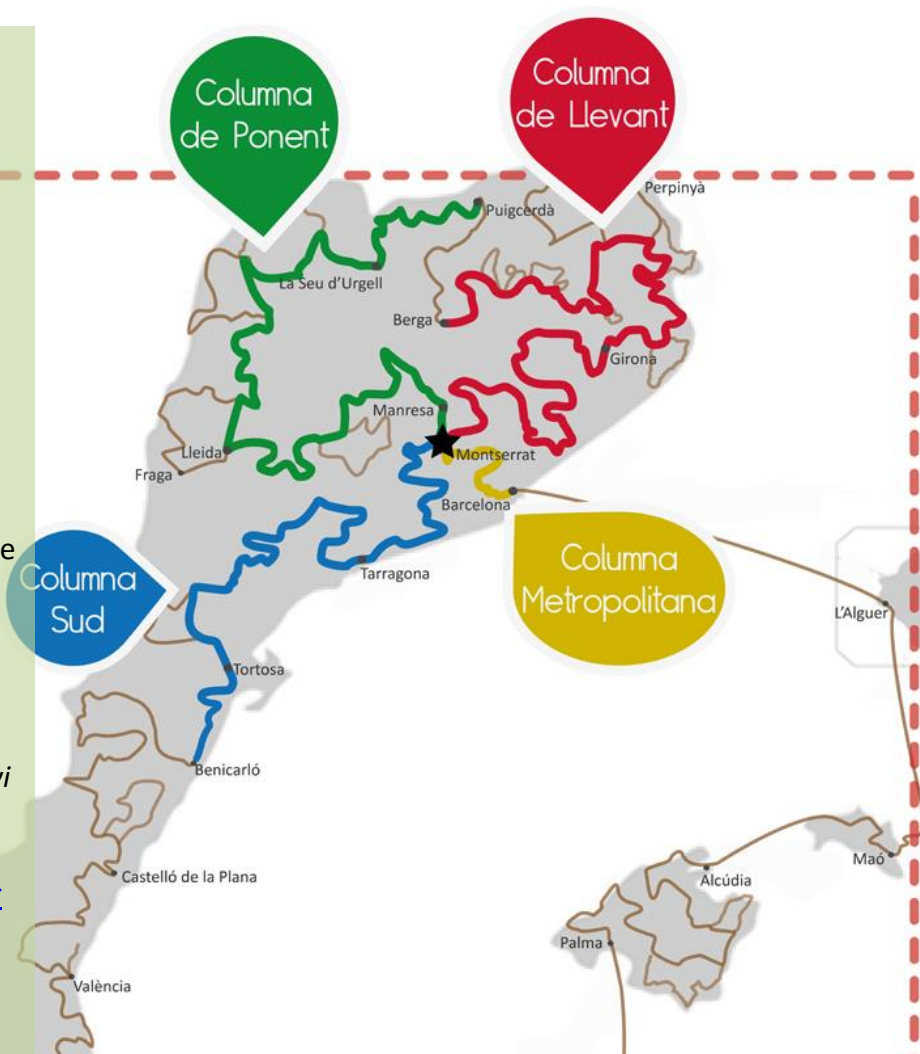 Columna
de Ponent
Columna
de Llevant
Perpinyà
Puigcerdà
La Seu d'Urgell
Berga
Girona
Manresa
Lleida
Montserrat
Fraga
Barcelona
e
Columna
Sud
Tarragona
Columna
Metropolitana
L'Alguer
Tortosa
Benicarló
vi
Castelló de la Plana
Alcúdia
Maó
Palma
València